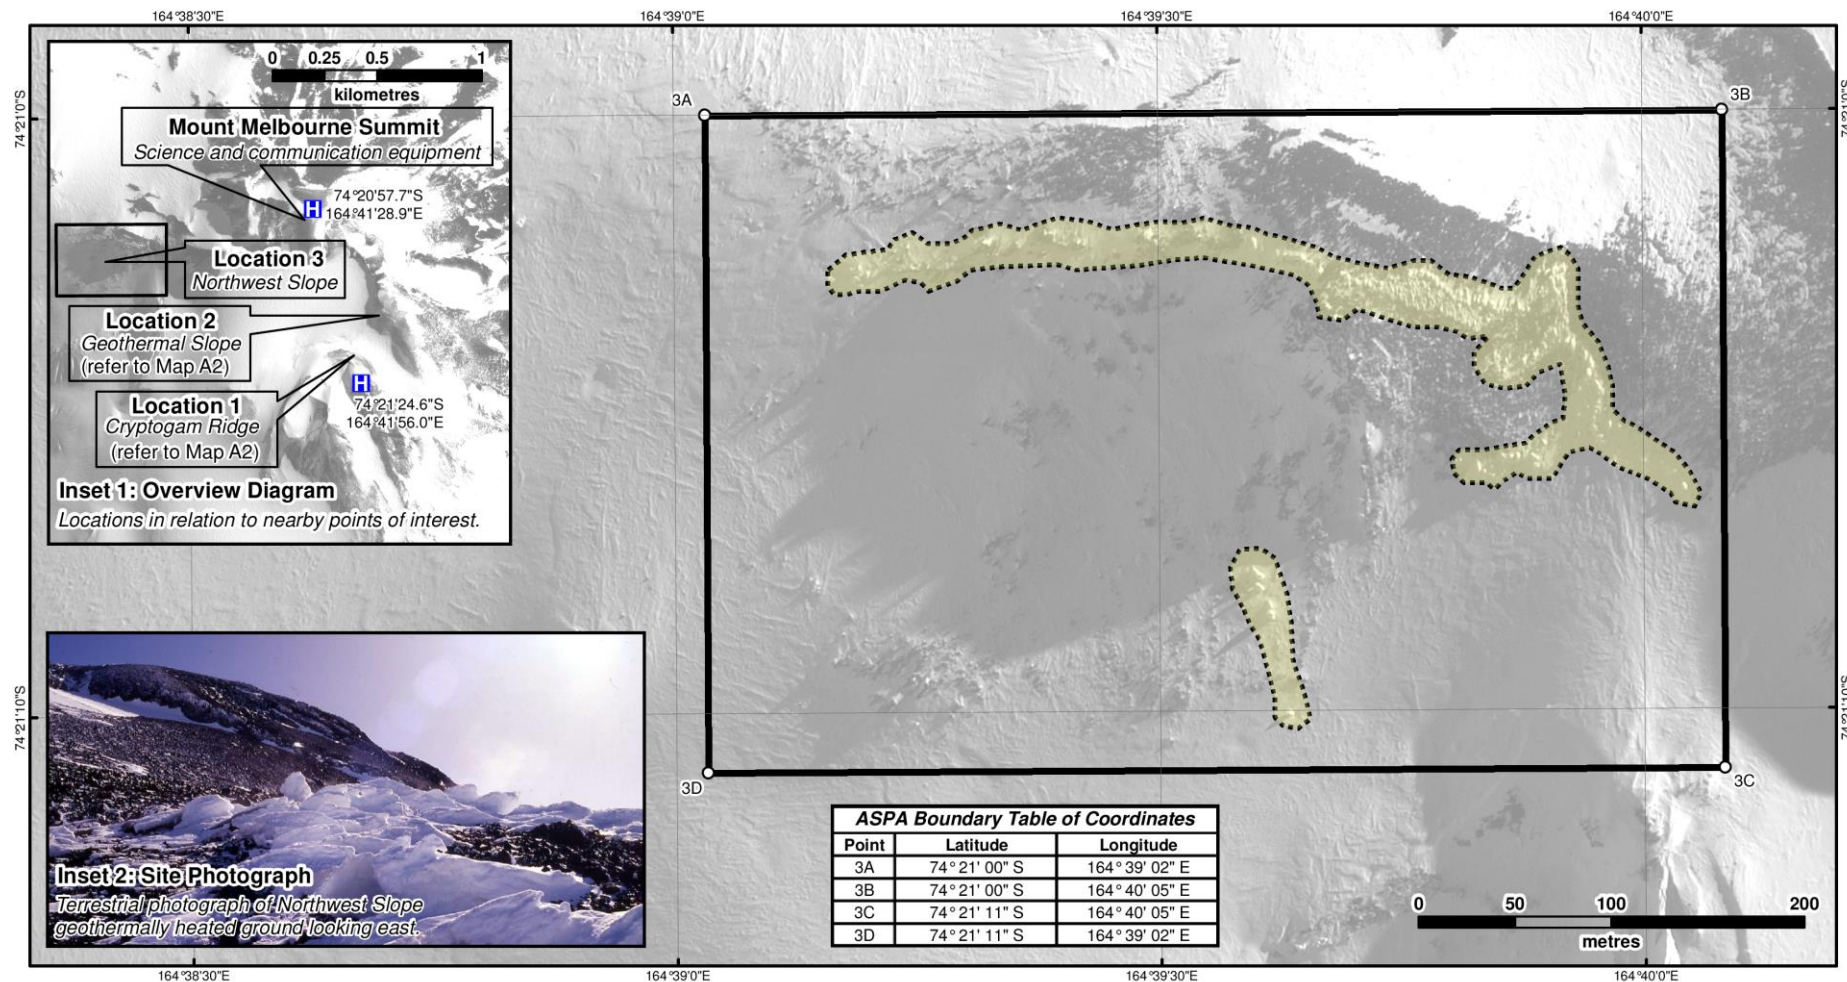 164°38'30"E 164°39'0"E 164°39'30"E 164°40'0"E
74°21'0"S
74°21'0"S
74°21'10"S
74°21'10"S
0 0.25 0.5 1
kilometres
Mount Melbourne Summit
Science and communication equipment
H
74°20'57.7"S
164°41'28.9"E
Location 3
Northwest Slope
Location 2
Geothermal Slope
(refer to Map A2)
H
74°21'24.6"S
164°41'56.0"E
Location 1
Cryptogam Ridge
(refer to Map A2)
Inset 1: Overview Diagram
Locations in relation to nearby points of interest.
3A
3B
3D
3C
Inset 2: Site Photograph
Terrestrial photograph of Northwest Slope
geothermally heated ground looking east.
ASPA Boundary Table of Coordinates
Point Latitude Longitude
3A 74° 21' 00" S 164° 39' 02" E
3B 74° 21' 00" S 164° 40' 05" E
3C 74° 21' 11" S 164° 40' 05" E
3D 74° 21' 11" S 164° 39' 02" E
0 50 100 200
metres
164°38'30"E 164°39'0"E 164°39'30"E 164°40'0"E